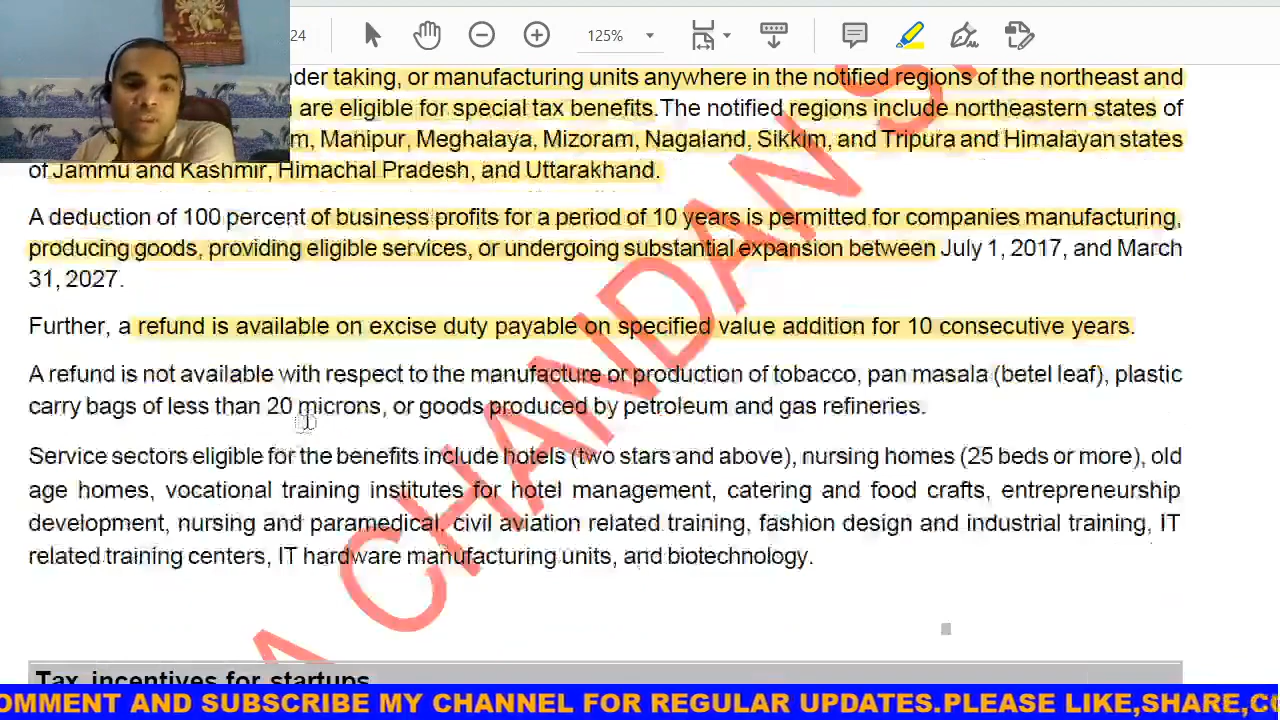 24
125%
nder taking, or manufacturing units anywhere in the notified regions of the northeast and
are eligible for special tax benefits.The notified regions include northeastern states of
m, Manipur, Meghalaya, Mizoram, Nagaland, Sikkim, and Tripura and Himalayan states
of Jammu and Kashmir, Himachal Pradesh, and Uttarakhand.
A deduction of 100 percent of business profits for a period of 10 years is permitted for companies manufacturing,
producing goods, providing eligible services, or undergoing substantial expansion between July 1, 2017, and March
31, 2027.
Further, a refund is available on excise duty payable on specified value addition for 10 consecutive years.
A refund is not available with respect to the manufacture or production of tobacco, pan masala (betel leaf), plastic
carry bags of less than 20 microns, or goods produced by petroleum and gas refineries.
Service sectors eligible for the benefits include hotels (two stars and above), nursing homes (25 beds or more), old
age homes, vocational training institutes for hotel management, catering and food crafts, entrepreneurship
development, nursing and paramedical, civil aviation related training, fashion design and industrial training, IT
related training centers, IT hardware manufacturing units, and biotechnology.
Tax incentives for startups
A CHANDAN S
OMMENT AND SUBSCRIBE MY CHANNEL FOR REGULAR UPDATES.PLEASE LIKE,SHARE,CO